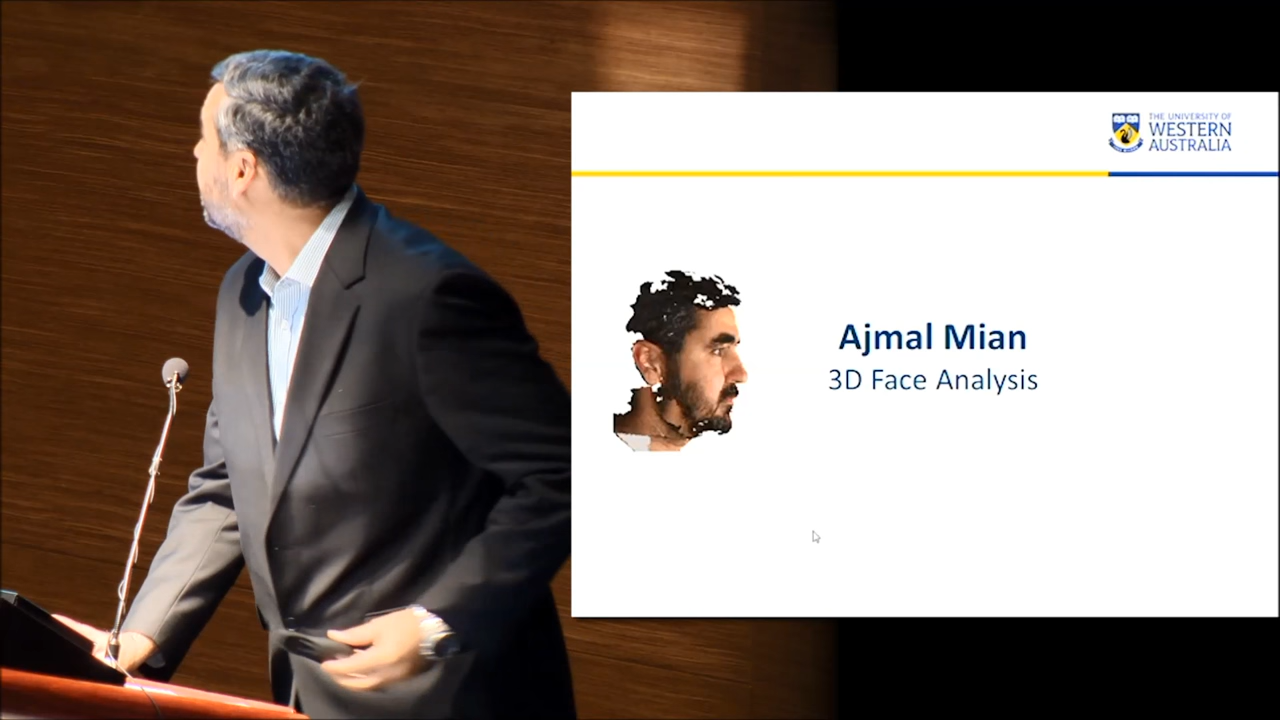 THE UNIVERSITY OF
WESTERN
AUSTRALIA
Ajmal Mian
3D Face Analysis